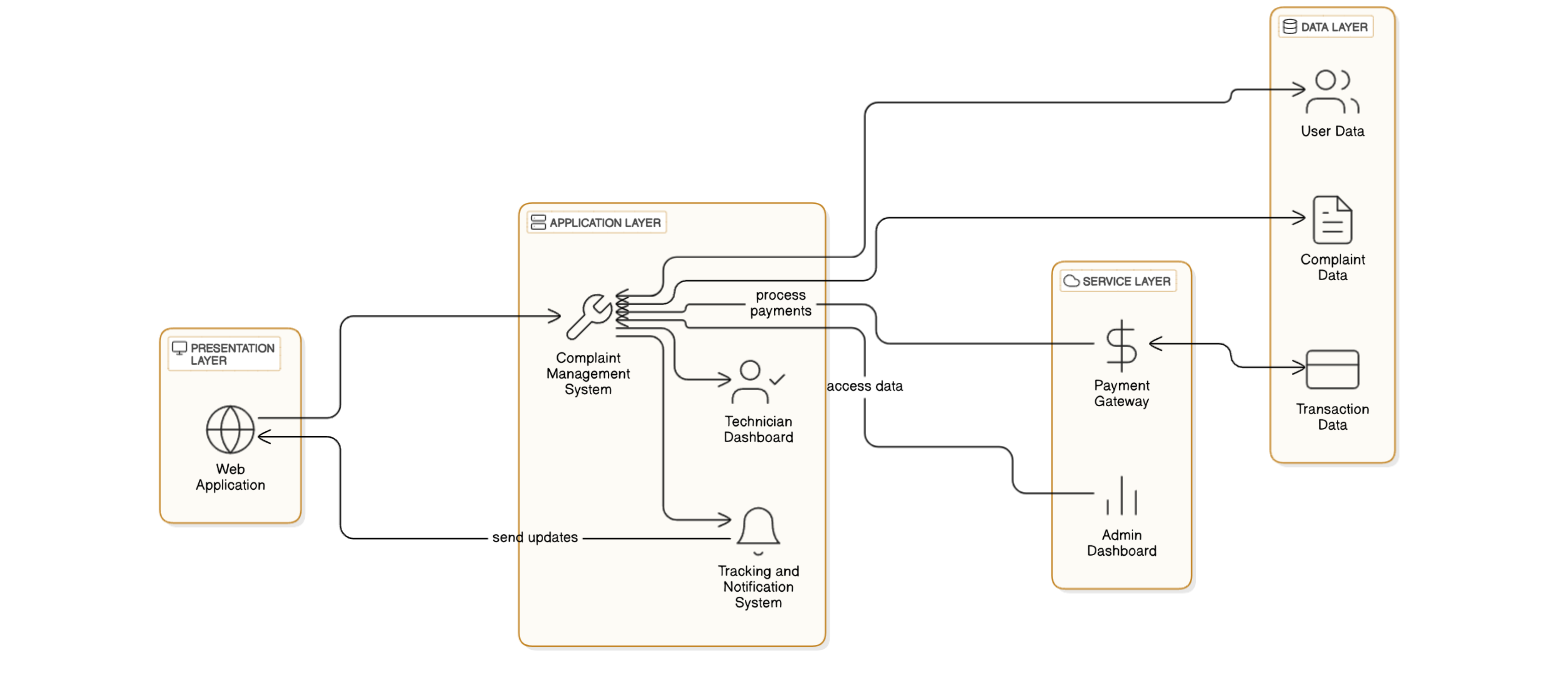 DATA LAYER
User Data
Complaint
Data
Transaction
Data
APPLICATION LAYER
Complaint
Management
System
process
payments
Technician
Dashboard
access data
send updates
Tracking and
Notification
System
SERVICE LAYER
Payment
Gateway
Admin
Dashboard
PRESENTATION
LAYER
Web
Application